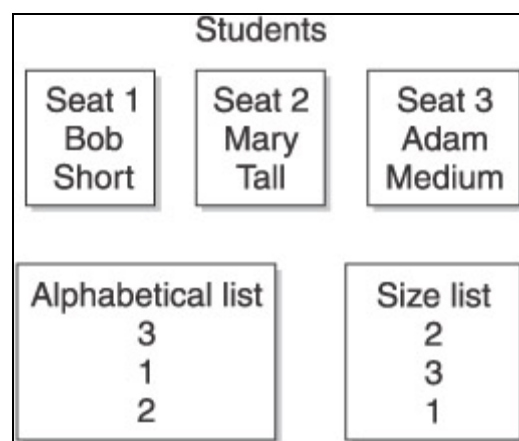 Students
Seat 1
Bob
Short
Seat 2
Mary
Tall
Seat 3
Adam
Medium
Alphabetical list
3
1
2
Size list
2
3
1